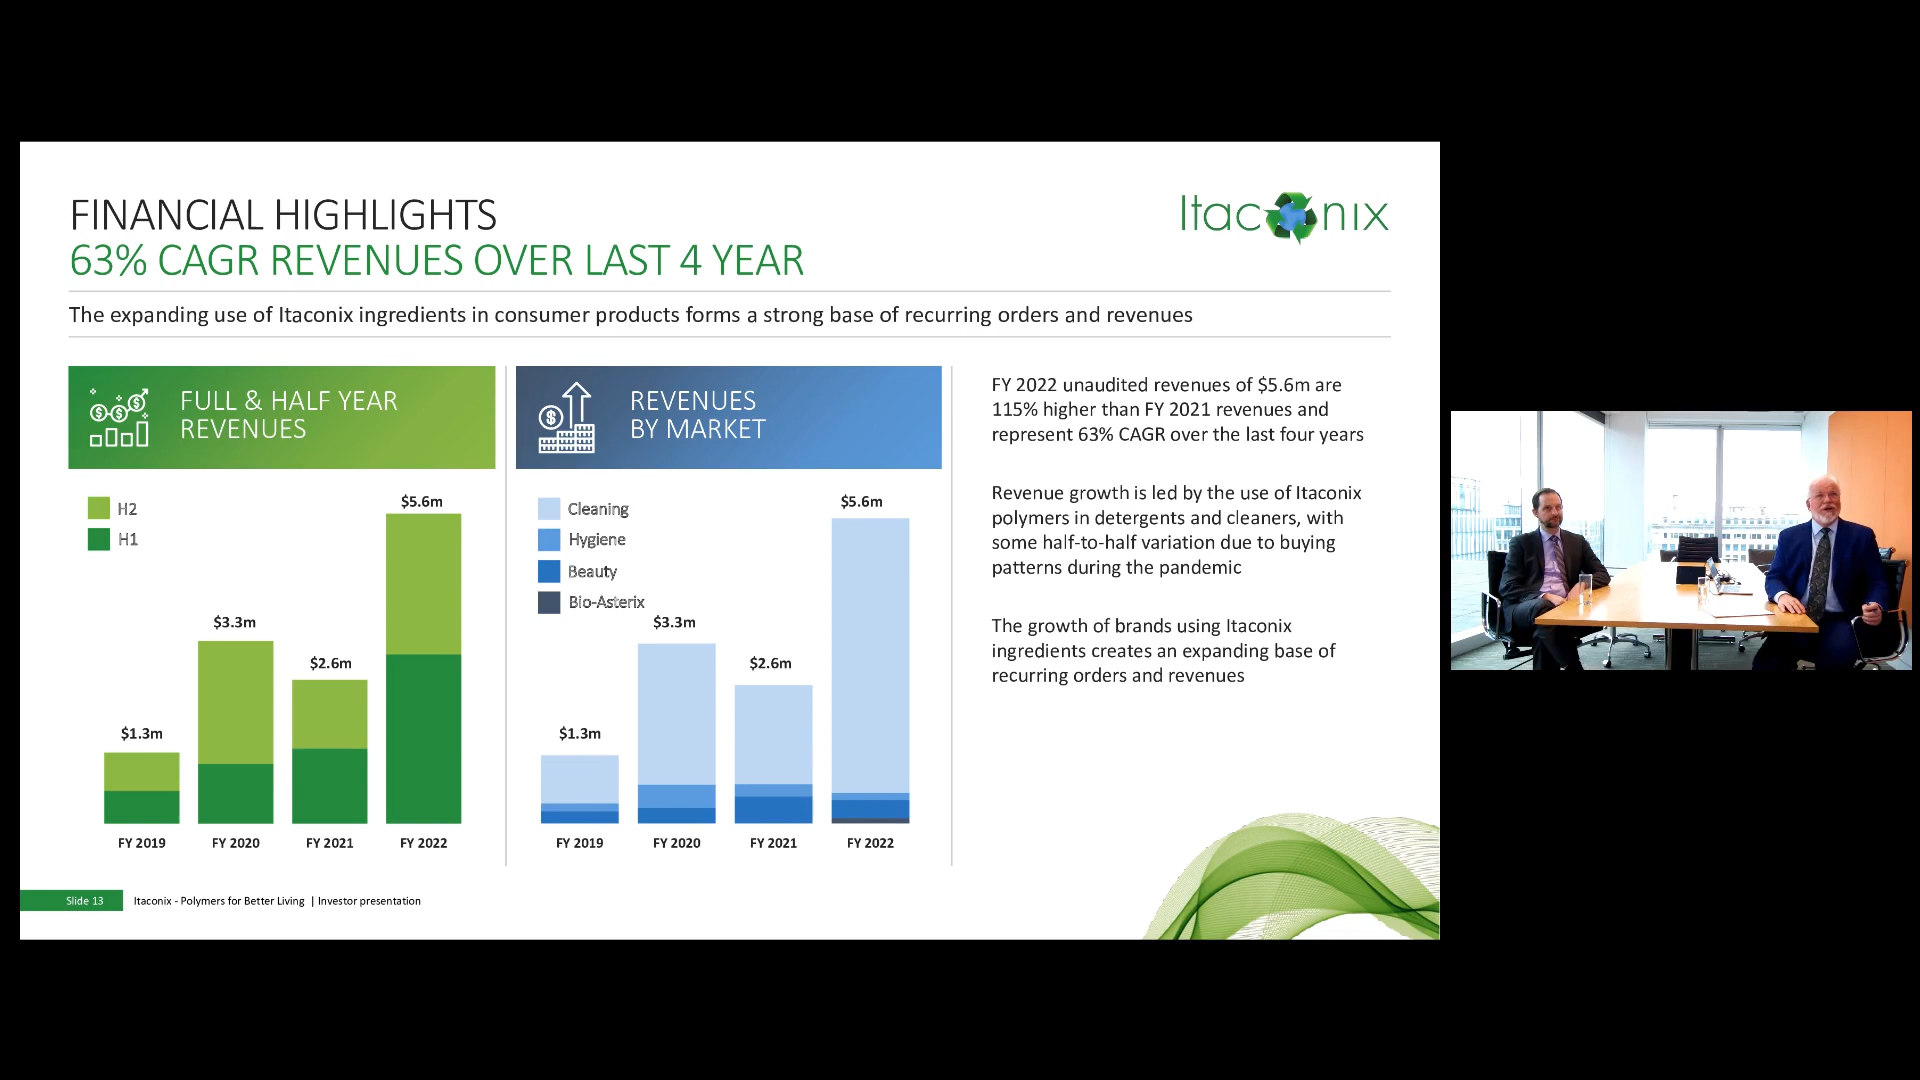 FINANCIAL HIGHLIGHTS
63% CAGR REVENUES OVER LAST 4 YEAR
Itaconix
The expanding use of Itaconix ingredients in consumer products forms a strong base of recurring orders and revenues
FULL & HALF YEAR
REVENUES
H2
H1
$1.3m
$3.3m
$2.6m
$5.6m
FY 2019
FY 2020
FY 2021
FY 2022
REVENUES
BY MARKET
Cleaning
Hygiene
Beauty
Bio-Asterix
$1.3m
$3.3m
$2.6m
$5.6m
FY 2019
FY 2020
FY 2021
FY 2022
FY 2022 unaudited revenues of $5.6m are
115% higher than FY 2021 revenues and
represent 63% CAGR over the last four years
Revenue growth is led by the use of Itaconix
polymers in detergents and cleaners, with
some half-to-half variation due to buying
patterns during the pandemic
The growth of brands using Itaconix
ingredients creates an expanding base of
recurring orders and revenues
Slide 13
Itaconix - Polymers for Better Living | Investor presentation